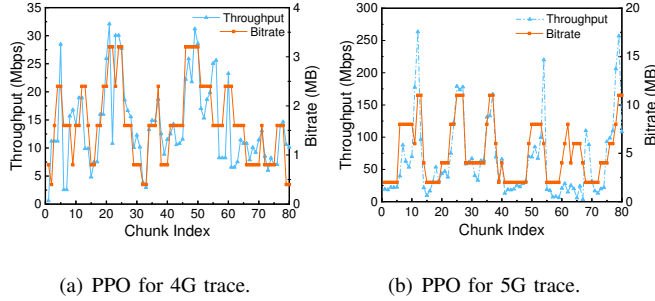 Throughput
Bitrate
Throughput (Mbps)
35
30
25
20
15
10
5
0
0 10 20 30 40 50 60 70 80
Chunk Index
4
3
2
1
0
Bitrate (MB)
(a) PPO for 4G trace.
Throughput
Bitrate
Throughput (Mbps)
300
250
200
150
100
50
0
0 10 20 30 40 50 60 70 80
Chunk Index
20
15
10
5
0
Bitrate (MB)
(b) PPO for 5G trace.